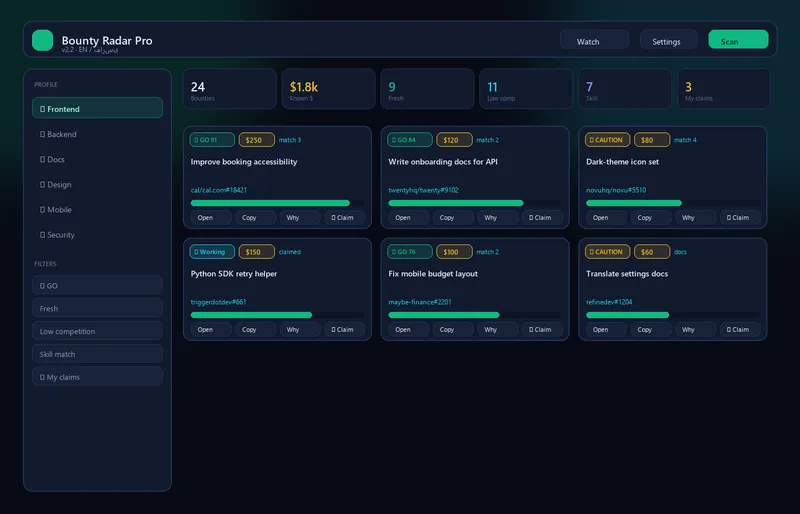 Bounty Radar Pro
v2.2 · EN / فارسی
Watch
Settings
Scan
PROFILE
Frontend
Backend
Docs
Design
Mobile
Security
FILTERS
GO
Fresh
Low competition
Skill match
My claims
24
Bounties
$1.8k
Known $
9
Fresh
11
Low comp
7
Skill
3
My claims
GO 91 $250 match 3
Improve booking accessibility
cal/cal.com#18421
Open Copy Why Claim
GO 84 $120 match 2
Write onboarding docs for API
twentyhq/twenty#9102
Open Copy Why Claim
CAUTION $80 match 4
Dark-theme icon set
novuhq/novu#5510
Open Copy Why Claim
Working $150 claimed
Python SDK retry helper
triggerdotdev#661
Open Copy Why Claim
GO 76 $100 match 2
Fix mobile budget layout
maybe-finance#2201
Open Copy Why Claim
CAUTION $60 docs
Translate settings docs
refinedev#1204
Open Copy Why Claim